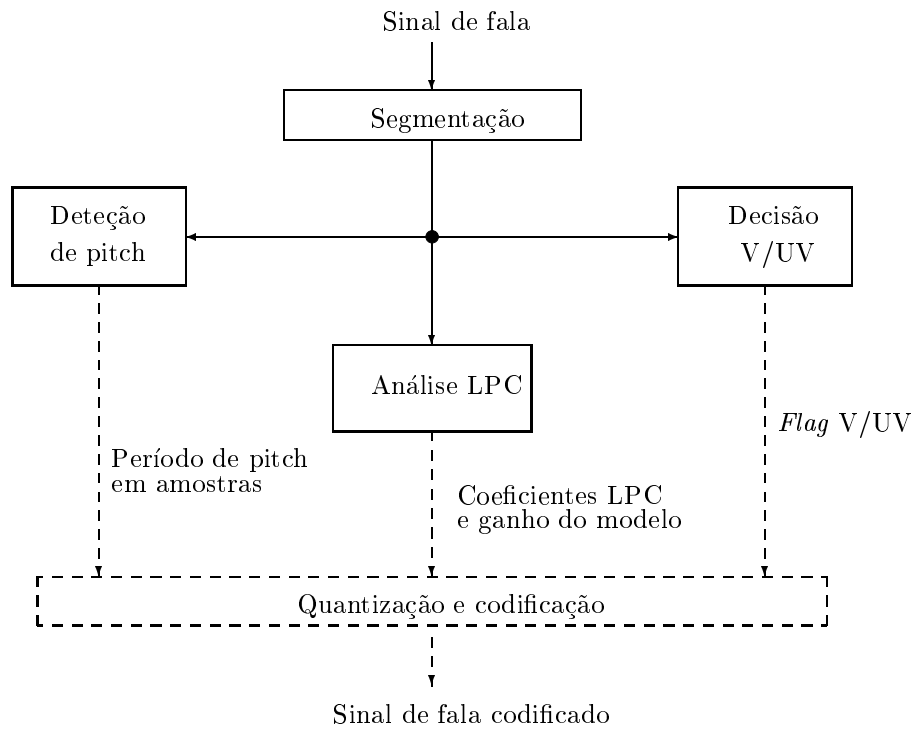 Sinal de fala
Segmentação
Deteção
de pitch
Decisão
V/UV
Análise LPC
Flag V/UV
Período de pitch
em amostras
Coeficientes LPC
e ganho do modelo
Quantização e codificação
Sinal de fala codificado